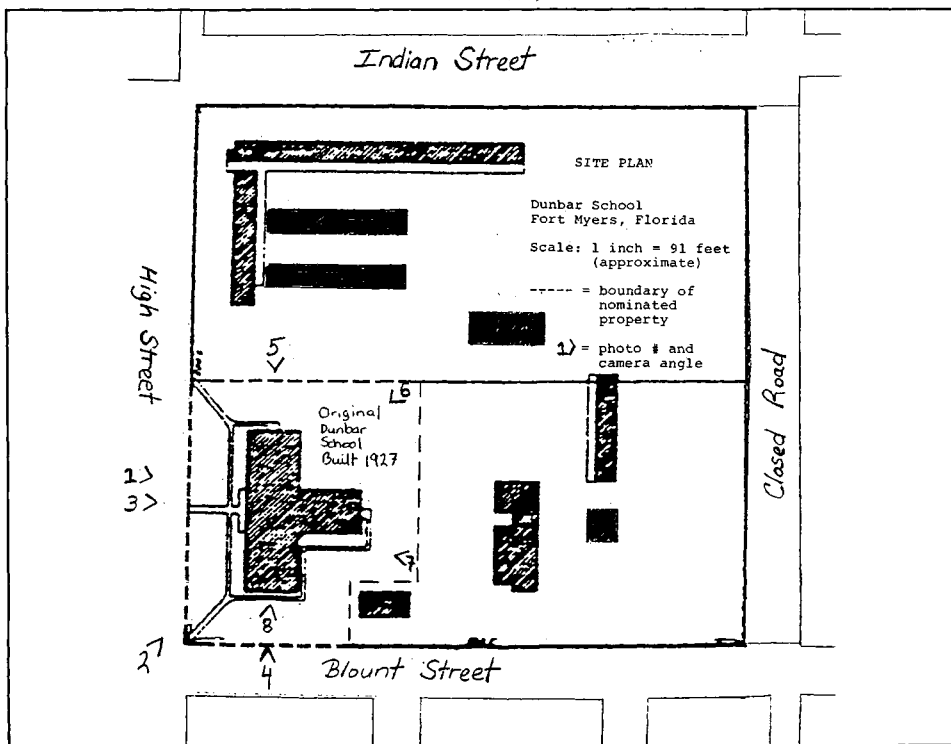 Indian Street
SITE PLAN
Dunbar School
Fort Myers, Florida
Scale: 1 inch = 91 feet
(approximate)
----- = boundary of
nominated
property
1> = photo # and
camera angle
High Street
5
6
Original
Dunbar
School
Built 1927
Closed Road
1
3
7
8
2
4
Blount Street